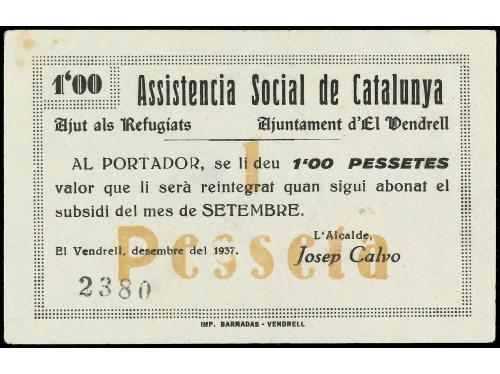 1'00 Assistencia Social de Catalunya
Ajut als Refugiats Ajuntament d'El Vendrell
1
AL PORTADOR, se li deu 1'00 PESSETES
valor que li serà reintegrat quan sigui abonat el
subsidi del mes de SETEMBRE.
Pesseta
El Vendrell, desembre del 1937.
L'Alcalde,
Josep Calvo
2380
IMP. BARNADAS - VENDRELL